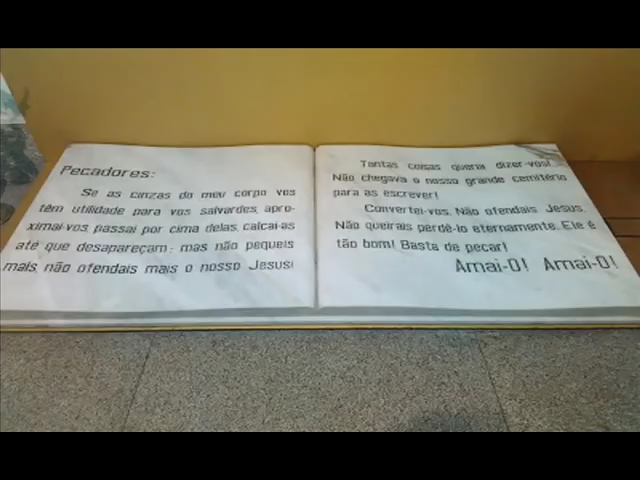 Pecadores:
Se as cinzas do meu corpo vos
têm utilidade para vos salvardes, apro-
ximai-vos passai por cima delas, calcai-as
até que desapareçam; mas não pequeis
mais, não ofendais mais o nosso Jesus!
Tantas coisas queria dizer-vos!
Não chegava o nosso grande cemitério
para as escrever!
Convertei-vos. Não ofendais Jesus.
Não queirais perdê-lo eternamente. Ele é
tão bom! Basta de pecar!
Amai-O! Amai-O!